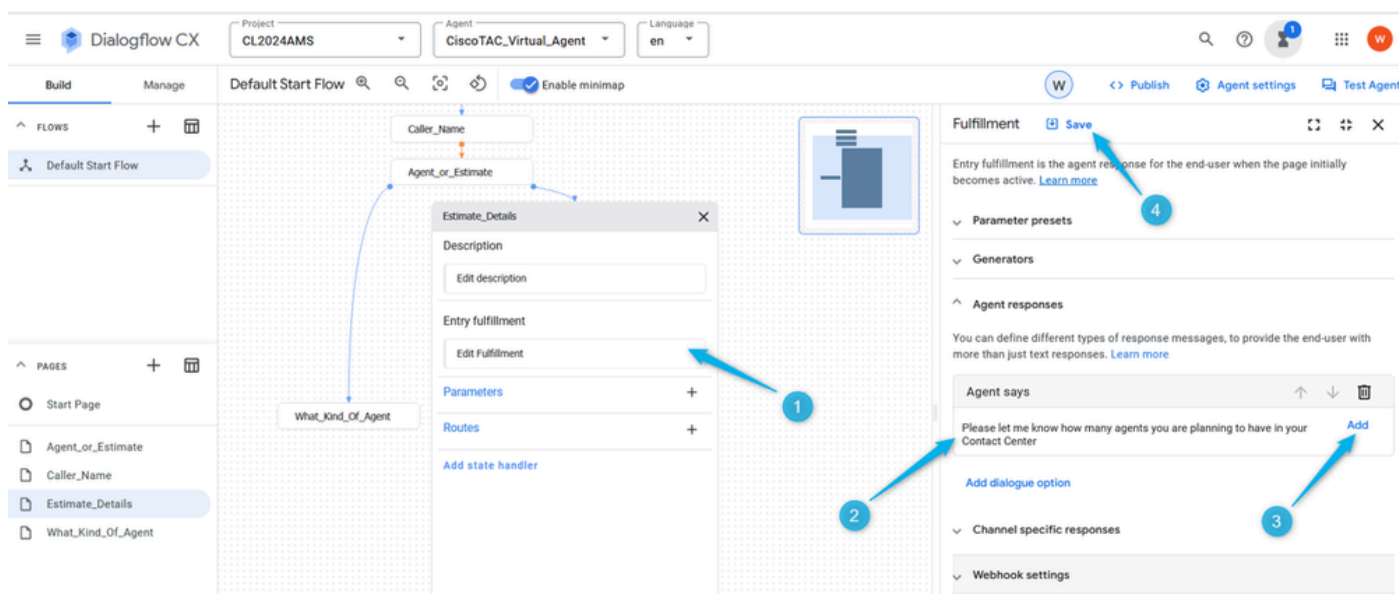 Dialogflow CX
Project
CL2024AMS
Agent
CiscoTAC_Virtual_Agent
Language
en
1
W
Build
Manage
Default Start Flow
Enable minimap
W
<> Publish
Agent settings
Test Agent
FLOWS
Default Start Flow
PAGES
Start Page
Agent_or_Estimate
Caller_Name
Estimate_Details
What_Kind_Of_Agent
Caller_Name
Agent_or_Estimate
What_Kind_Of_Agent
Estimate_Details
Description
Edit description
Entry fulfillment
Edit Fulfillment
Parameters
Routes
Add state handler
1
Fulfillment
Save
Entry fulfillment is the agent response for the end-user when the page initially
becomes active. Learn more
4
Parameter presets
Generators
Agent responses
You can define different types of response messages, to provide the end-user with
more than just text responses. Learn more
Agent says
Please let me know how many agents you are planning to have in your
Contact Center
Add
Add dialogue option
2
3
Channel specific responses
Webhook settings